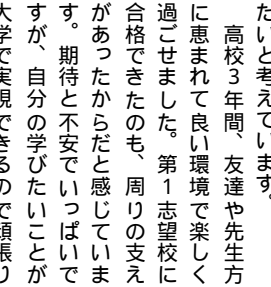 たいと考えています。
　高校３年間、友達や先生方
に恵まれて良い環境で楽しく
過ごせました。第１志望校に
合格できたのも、周りの支え
があったからだと感じていま
す。期待と不安でいっぱいで
すが、自分の学びたいことが
大学で実現できるので頑張り